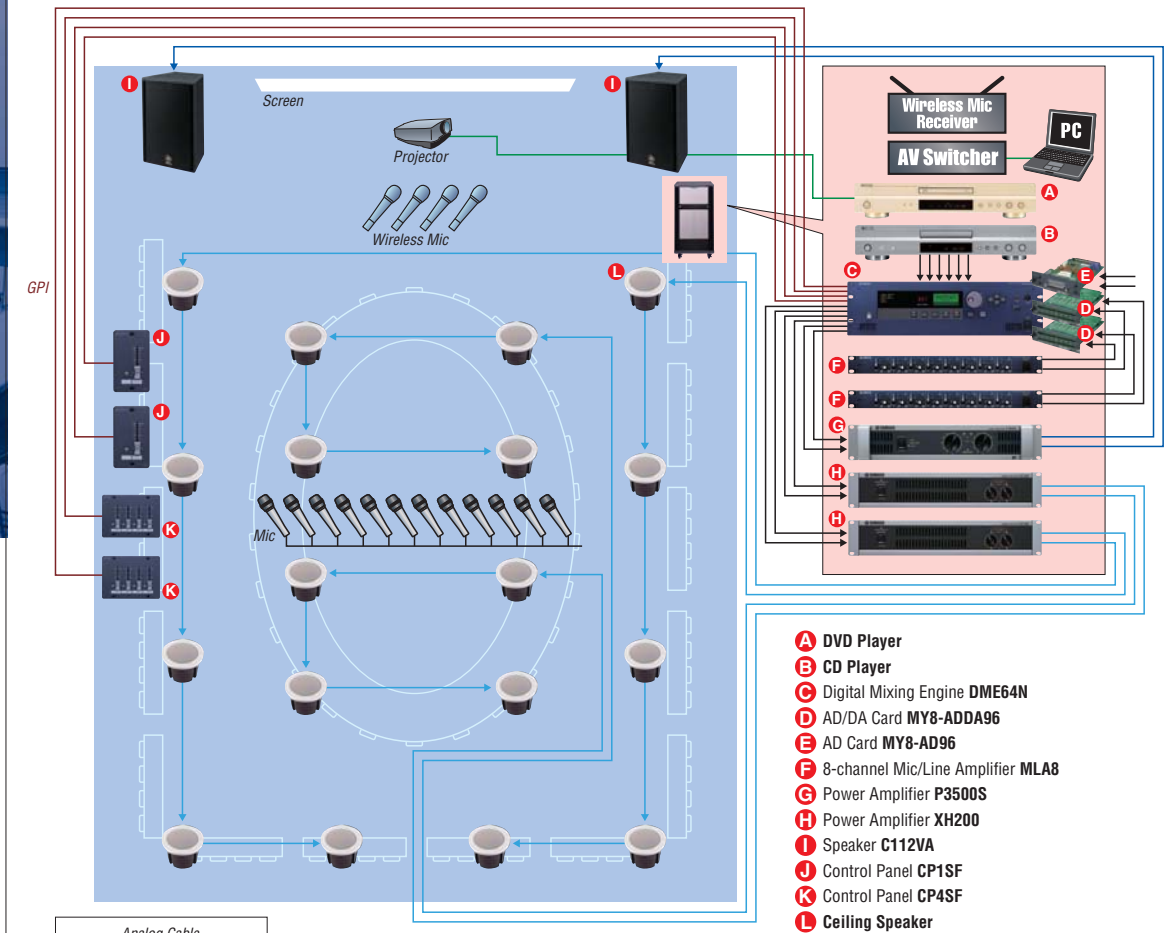 I
I
Screen
Projector
Wireless Mic
Wireless Mic
Receiver
PC
AV Switcher
A
B
L
C
E
D
D
GPI
J
F
J
F
G
K
Mic
H
K
H
A DVD Player
B CD Player
C Digital Mixing Engine DME64N
D AD/DA Card MY8-ADDA96
E AD Card MY8-AD96
F 8-channel Mic/Line Amplifier MLA8
G Power Amplifier P3500S
H Power Amplifier XH200
I Speaker C112VA
J Control Panel CP1SF
K Control Panel CP4SF
L Ceiling Speaker
Analog Cable